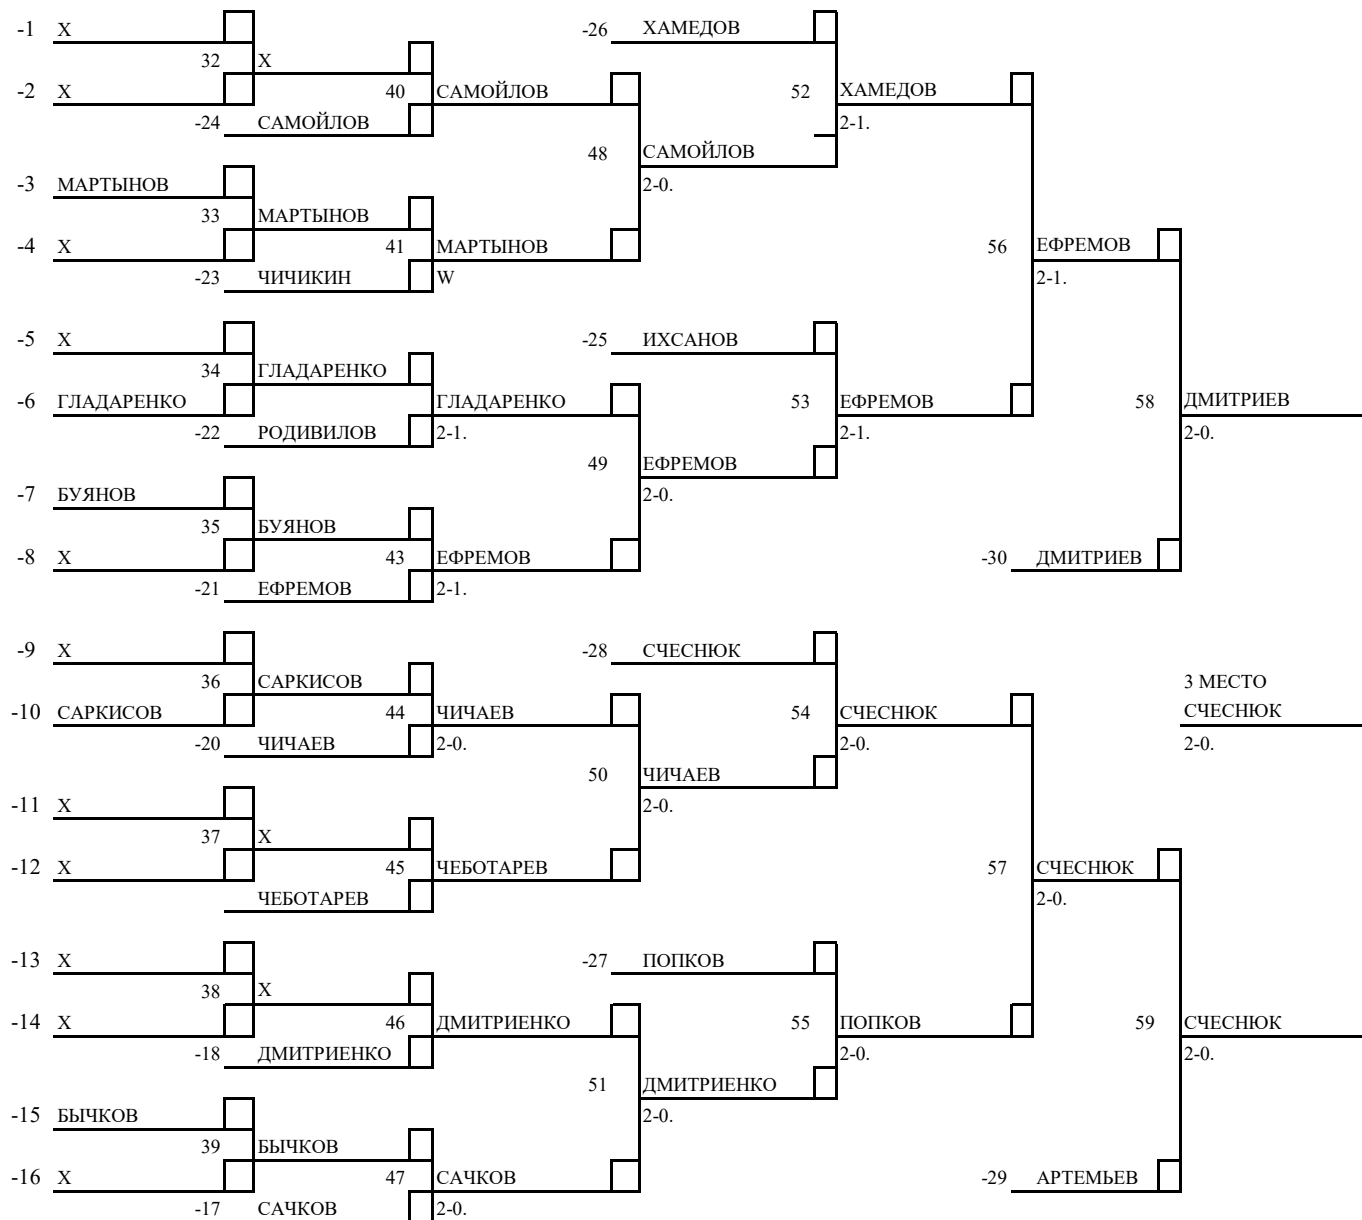 -1 X -26 ХАМЕДОВ
32 X
-2 X 40 САМОЙЛОВ 52 ХАМЕДОВ
-24 САМОЙЛОВ 2-1.
48 САМОЙЛОВ
-3 МАРТЫНОВ 2-0.
33 МАРТЫНОВ
-4 X 41 МАРТЫНОВ 56 ЕФРЕМОВ
-23 ЧИЧИКИН W 2-1.
-5 X -25 ИХСАНОВ
34 ГЛАДАРЕНКО
-6 ГЛАДАРЕНКО ГЛАДАРЕНКО 53 ЕФРЕМОВ 58 ДМИТРИЕВ
-22 РОДИВИЛОВ 2-1. 2-1. 2-0.
49 ЕФРЕМОВ
-7 БУЯНОВ 2-0.
35 БУЯНОВ
-8 X 43 ЕФРЕМОВ -30 ДМИТРИЕВ
-21 ЕФРЕМОВ 2-1.
-9 X -28 СЧЕСНЮК
36 САРКИСОВ 3 МЕСТО
-10 САРКИСОВ 44 ЧИЧАЕВ 54 СЧЕСНЮК СЧЕСНЮК
-20 ЧИЧАЕВ 2-0. 2-0. 2-0.
50 ЧИЧАЕВ
-11 X 2-0.
37 X
-12 X 45 ЧЕБОТАРЕВ 57 СЧЕСНЮК
ЧЕБОТАРЕВ 2-0.
-13 X -27 ПОПКОВ
38 X
-14 X 46 ДМИТРИЕНКО 55 ПОПКОВ 59 СЧЕСНЮК
-18 ДМИТРИЕНКО 2-0. 2-0.
51 ДМИТРИЕНКО
-15 БЫЧКОВ 2-0.
39 БЫЧКОВ
-16 X 47 САЧКОВ -29 АРТЕМЬЕВ
-17 САЧКОВ 2-0.